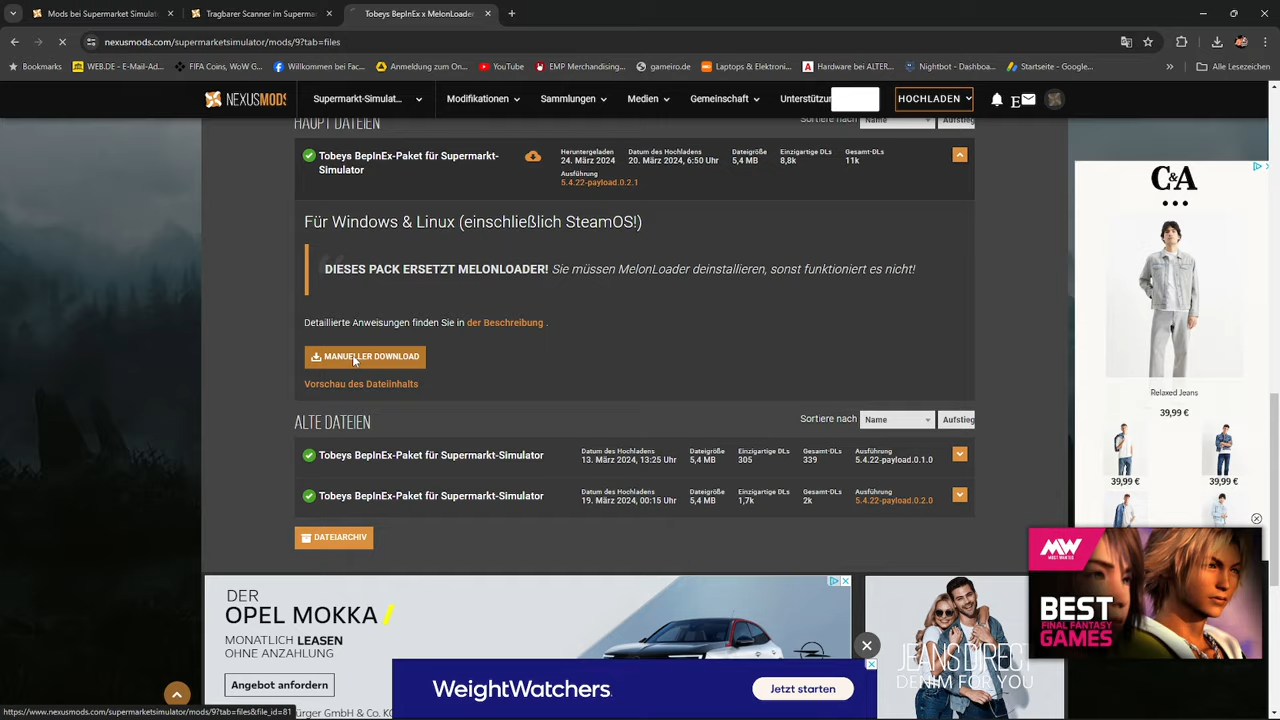 Mods bei Supermarket Simulat
Tragbarer Scanner im Superm
Tobeys BepInEx x MelonLoader
nexusmods.com/supermarketsimulator/mods/9?tab=files
Bookmarks
WEB.DE - E-Mail-Ad...
FIFA Coins, WoW G...
Willkommen bei Fac...
Anmeldung zum On...
YouTube
EMP Merchandising...
gameiro.de
Laptops & Elektroni...
Hardware bei ALTER...
Nightbot - Dashboa...
Startseite - Google...
»
Alle Lesezeichen
NEXUSMODS
Supermarkt-Simulat...
Modifikationen
Sammlungen
Medien
Gemeinschaft
Unterstützun
HOCHLADEN
E
HAUPT DATEIEN
Sortiere nach
Name
Aufstieg
Tobeys BepInEx-Paket für Supermarkt-
Simulator
Heruntergeladen
24. März 2024
Datum des Hochladens
20. März 2024, 6:50 Uhr
Dateigröße
5,4 MB
Einzigartige DLs
8,8k
Gesamt-DLs
11k
Ausführung
5.4.22-payload.0.2.1
Für Windows & Linux (einschließlich SteamOS!)
DIESES PACK ERSETZT MELONLOADER! Sie müssen MelonLoader deinstallieren, sonst funktioniert es nicht!
Detaillierte Anweisungen finden Sie in der Beschreibung .
MANUELLER DOWNLOAD
Vorschau des Dateiinhalts
ALTE DATEIEN
Sortiere nach
Name
Aufstieg
Tobeys BepInEx-Paket für Supermarkt-Simulator
Datum des Hochladens
13. März 2024, 13:25 Uhr
Dateigröße
5,4 MB
Einzigartige DLs
305
Gesamt-DLs
339
Ausführung
5.4.22-payload.0.1.0
Tobeys BepInEx-Paket für Supermarkt-Simulator
Datum des Hochladens
19. März 2024, 00:15 Uhr
Dateigröße
5,4 MB
Einzigartige DLs
1,7k
Gesamt-DLs
2k
Ausführung
5.4.22-payload.0.2.0
DATEIARCHIV
C&A
Relaxed Jeans
39,99 €
39,99 €
39,99 €
MW
BEST
FINAL FANTASY
GAMES
DER
OPEL MOKKA
MONATLICH LEASEN
OHNE ANZAHLUNG
Angebot anfordern
JEANS DIRECT
DENIM FOR YOU
WeightWatchers.
Jetzt starten
https://www.nexusmods.com/supermarketsimulator/mods/9?tab=files&file_id=81